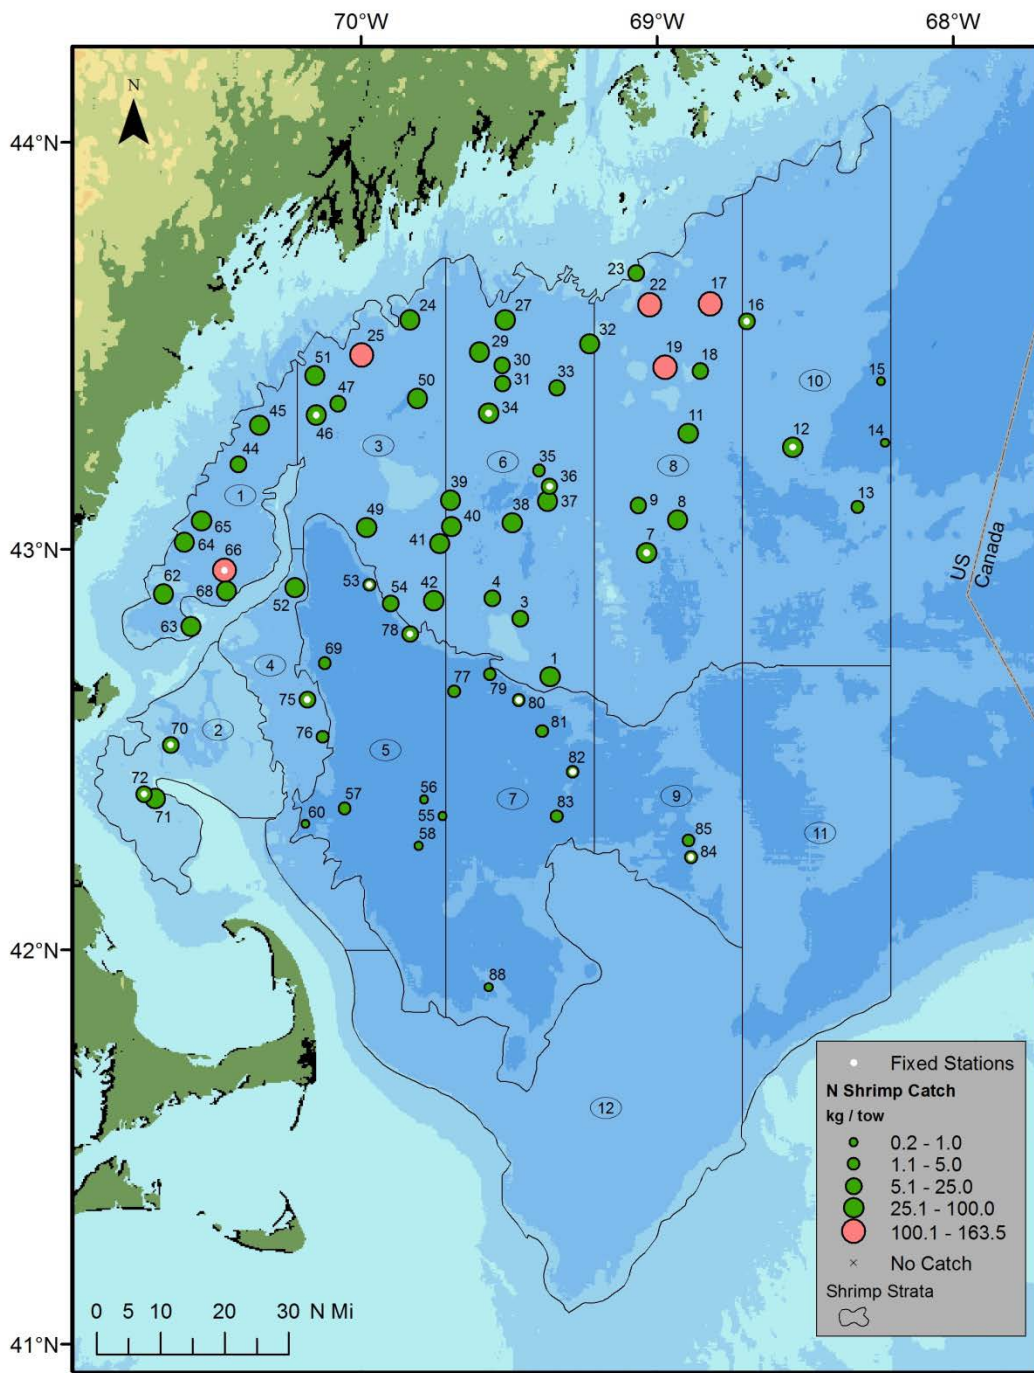 70°W 69°W 68°W
N
44°N
23
22 17
16
24 27
25 32
29 19 18
30
51 31 15
33
47 50
34
45 46
10
11 12 14
44 3 35
6 36 8
1
39 37 9 13
65 49 38 8
40
64 41
43°N
66 7
US
Canada
62 68 52 53 54 42 4
63 78 3
4 69 1
77 79
75 80
70 2 76 5 81
82
72 56 7 9
71 57 55 83 11
60 58 85
84
42°N
88
12
Fixed Stations
N Shrimp Catch
kg / tow
0.2 - 1.0
1.1 - 5.0
5.1 - 25.0
25.1 - 100.0
100.1 - 163.5
No Catch
Shrimp Strata
0 5 10 20 30 N Mi
41°N